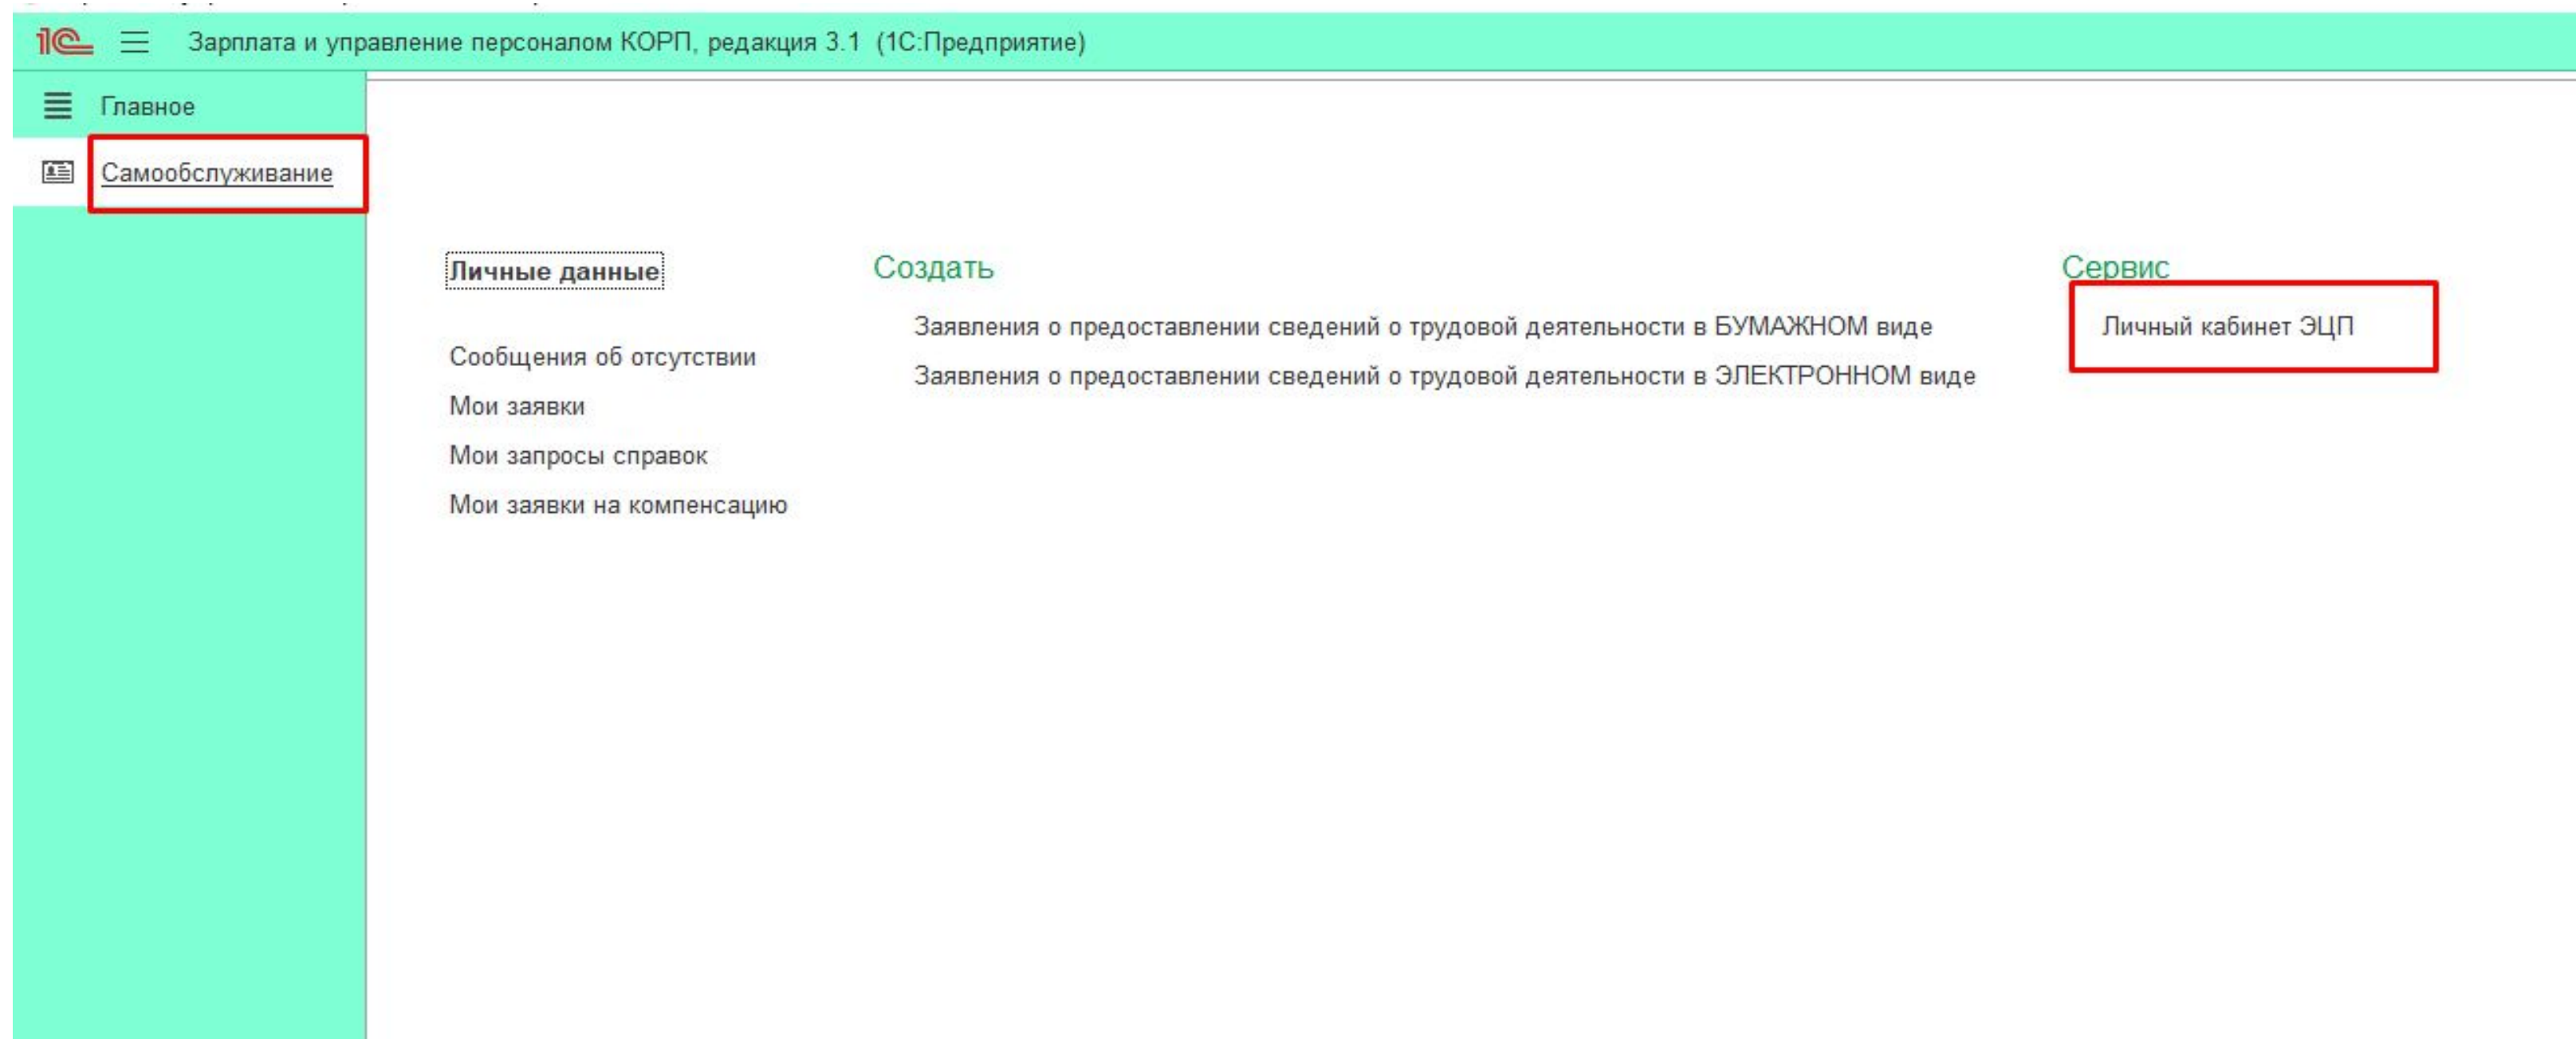 1С Зарплата и управление персоналом КОРП, редакция 3.1 (1С:Предприятие)
Главное
Самообслуживание
Личные данные
Сообщения об отсутствии
Мои заявки
Мои запросы справок
Мои заявки на компенсацию
Создать
Заявления о предоставлении сведений о трудовой деятельности в БУМАЖНОМ виде
Заявления о предоставлении сведений о трудовой деятельности в ЭЛЕКТРОННОМ виде
Сервис
Личный кабинет ЭЦП